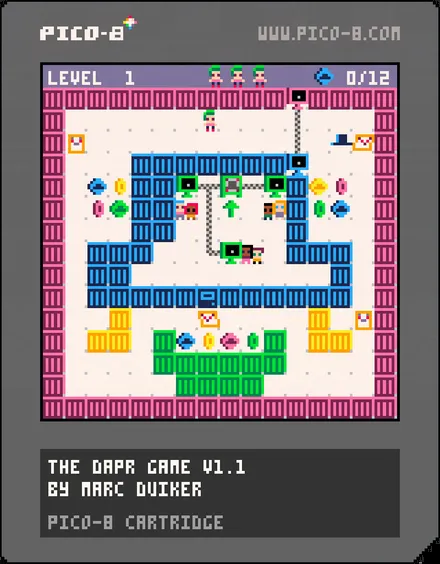 PICO-8
WWW.PICO-8.COM
LEVEL 1 0/12
THE DAPR GAME V1.1
BY MARC DUIKER
PICO-8 CARTRIDGE